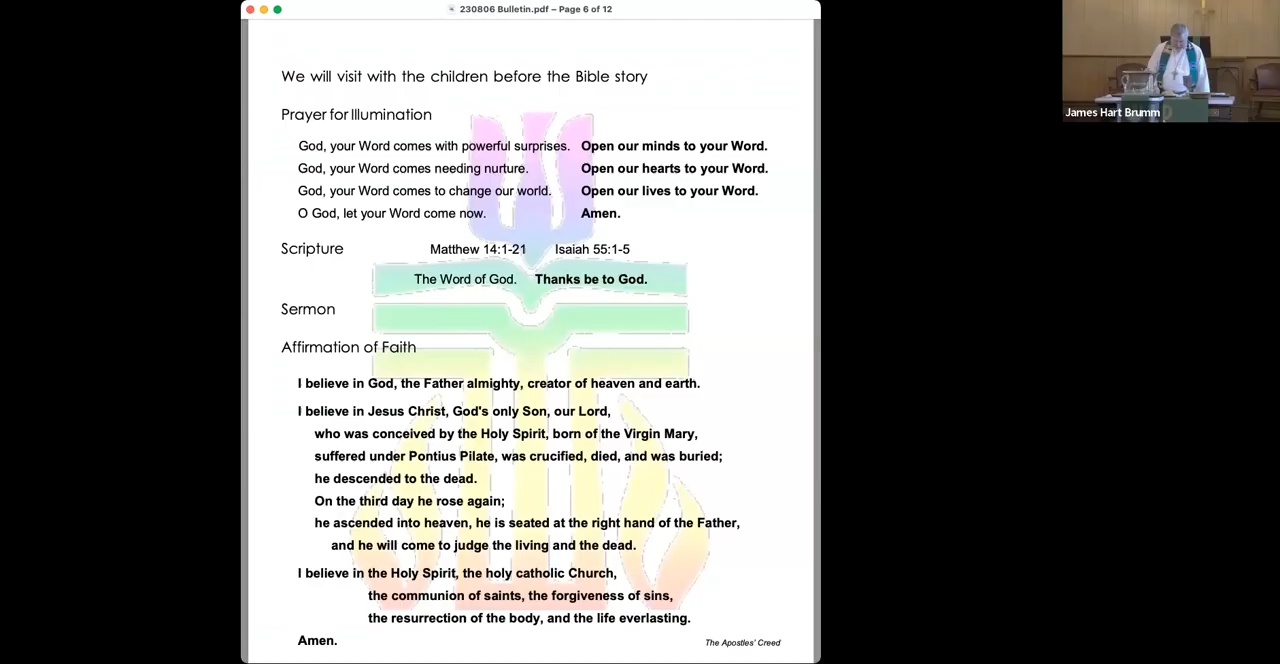 230806 Bulletin.pdf – Page 6 of 12
We will visit with the children before the Bible story
Prayer for Illumination
God, your Word comes with powerful surprises. Open our minds to your Word.
God, your Word comes needing nurture. Open our hearts to your Word.
God, your Word comes to change our world. Open our lives to your Word.
O God, let your Word come now. Amen.
Scripture Matthew 14:1-21 Isaiah 55:1-5
The Word of God. Thanks be to God.
Sermon
Affirmation of Faith
I believe in God, the Father almighty, creator of heaven and earth.
I believe in Jesus Christ, God's only Son, our Lord,
who was conceived by the Holy Spirit, born of the Virgin Mary,
suffered under Pontius Pilate, was crucified, died, and was buried;
he descended to the dead.
On the third day he rose again;
he ascended into heaven, he is seated at the right hand of the Father,
and he will come to judge the living and the dead.
I believe in the Holy Spirit, the holy catholic Church,
the communion of saints, the forgiveness of sins,
the resurrection of the body, and the life everlasting.
Amen.
The Apostles' Creed
James Hart Brumm